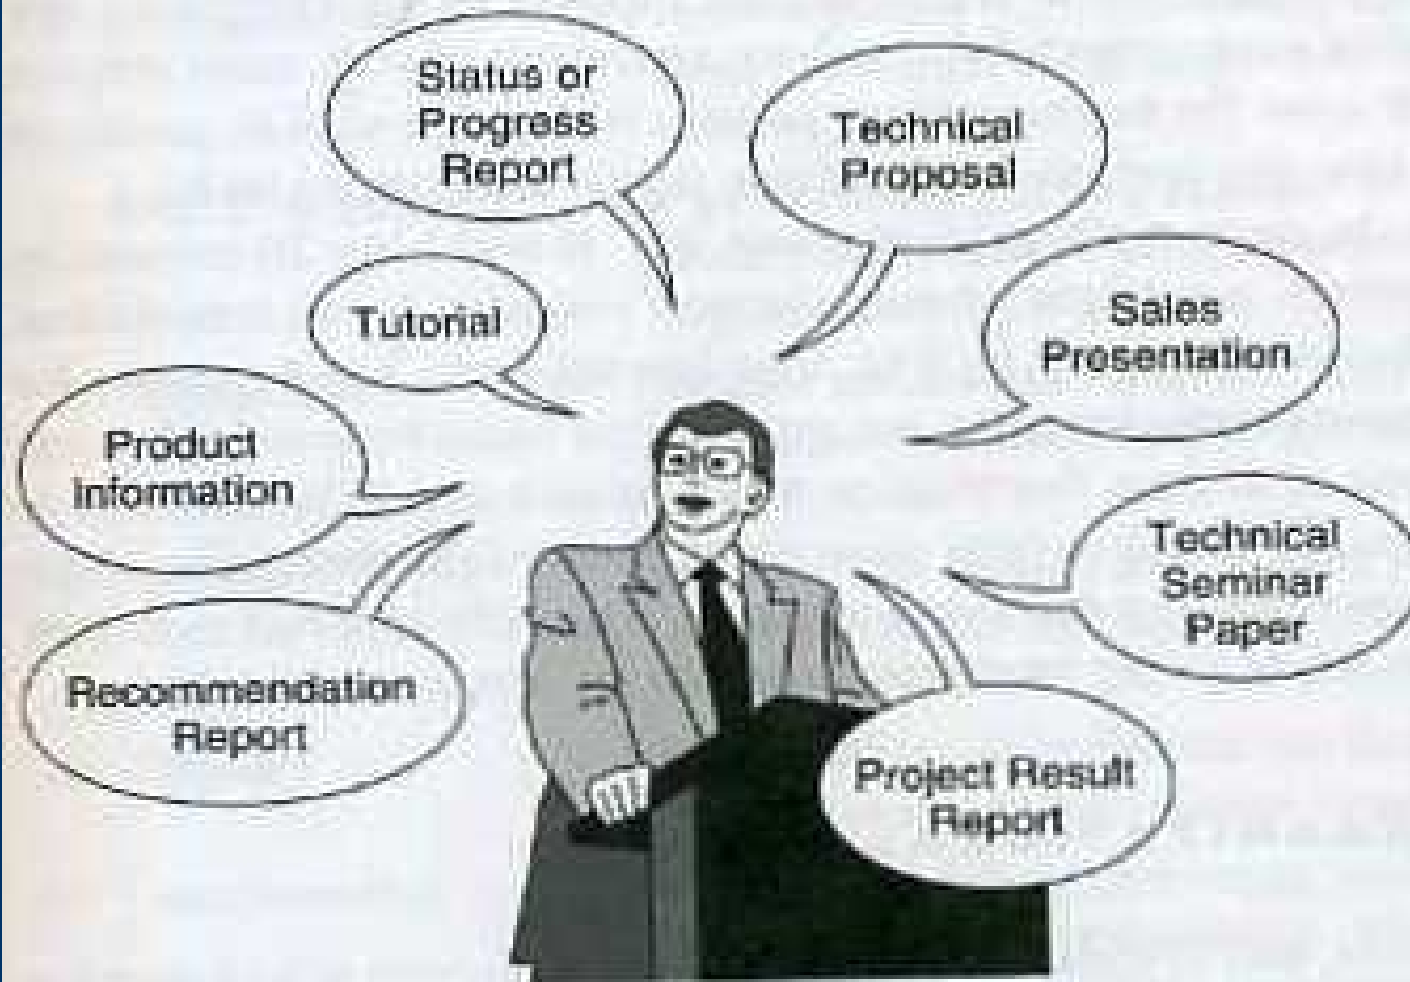 Status or
Progress
Report
Technical
Proposal
Tutorial
Sales
Presentation
Product
Information
Technical
Seminar
Paper
Recommendation
Report
Project Result
Report